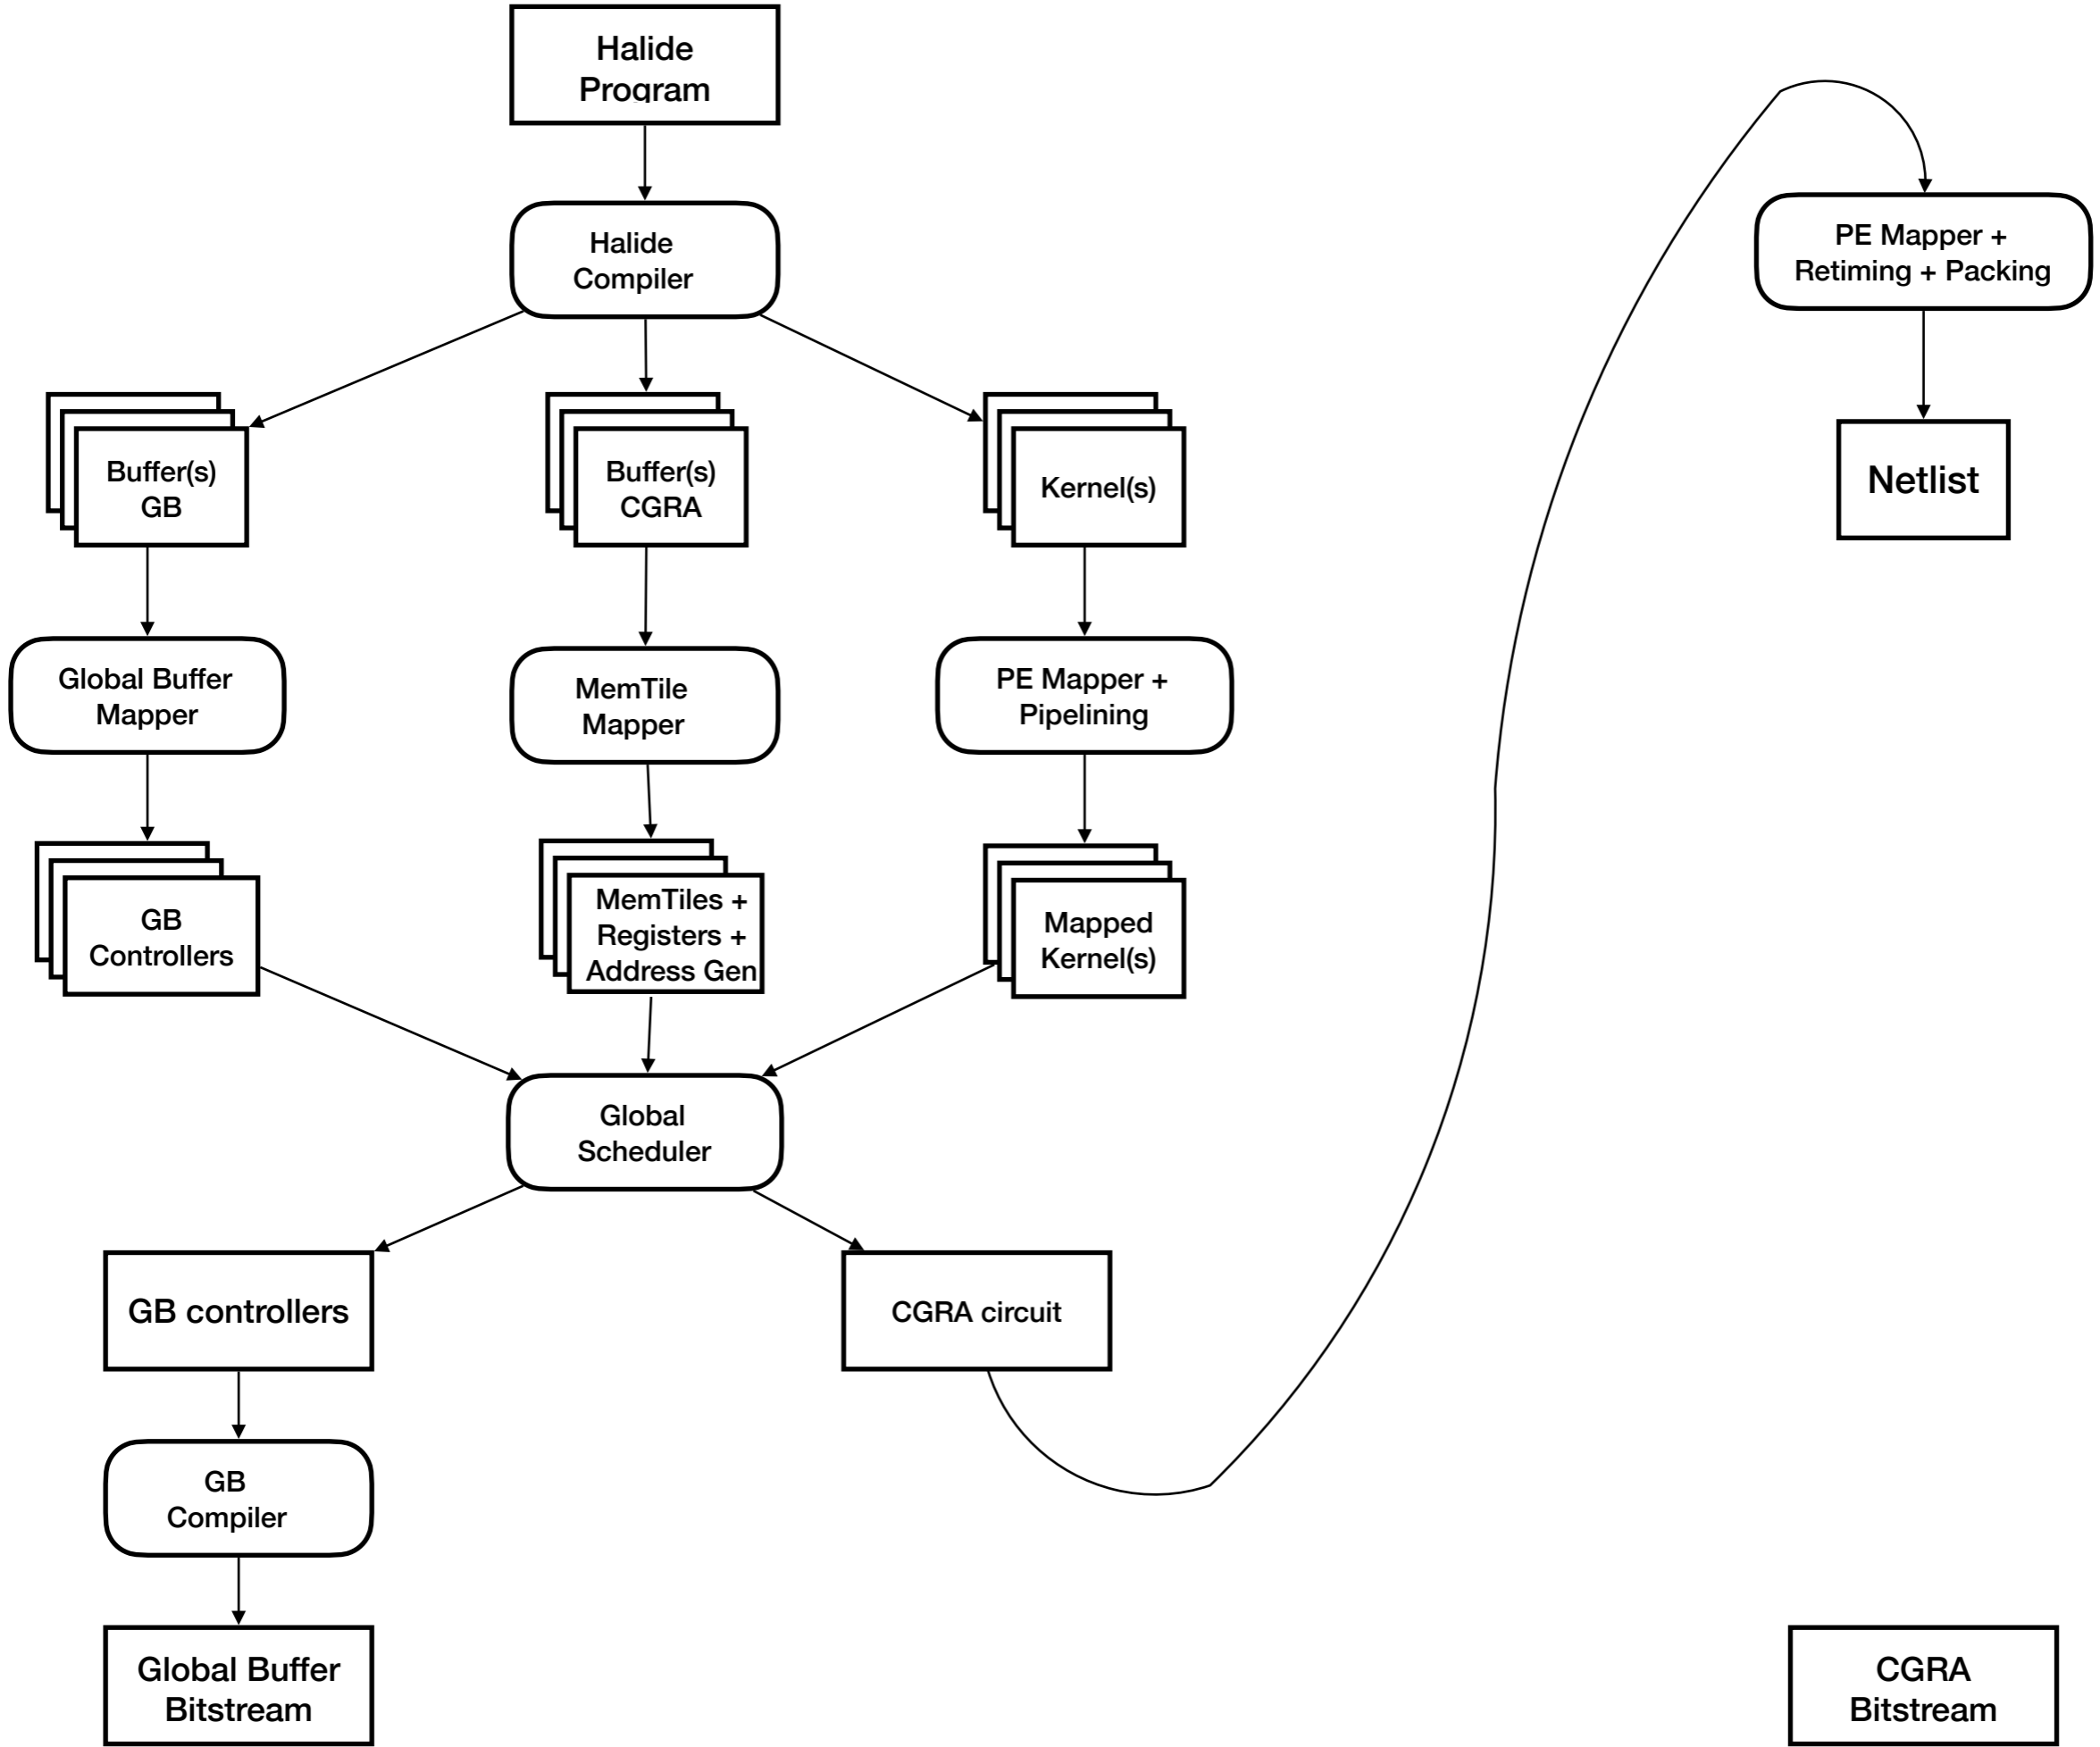 Halide
Program
Halide
Compiler
Buffer(s)
GB
Buffer(s)
CGRA
Kernel(s)
Global Buffer
Mapper
MemTile
Mapper
PE Mapper +
Pipelining
GB
Controllers
MemTiles +
Registers +
Address Gen
Mapped
Kernel(s)
Global
Scheduler
GB controllers
CGRA circuit
GB
Compiler
Global Buffer
Bitstream
PE Mapper +
Retiming + Packing
Netlist
CGRA
Bitstream